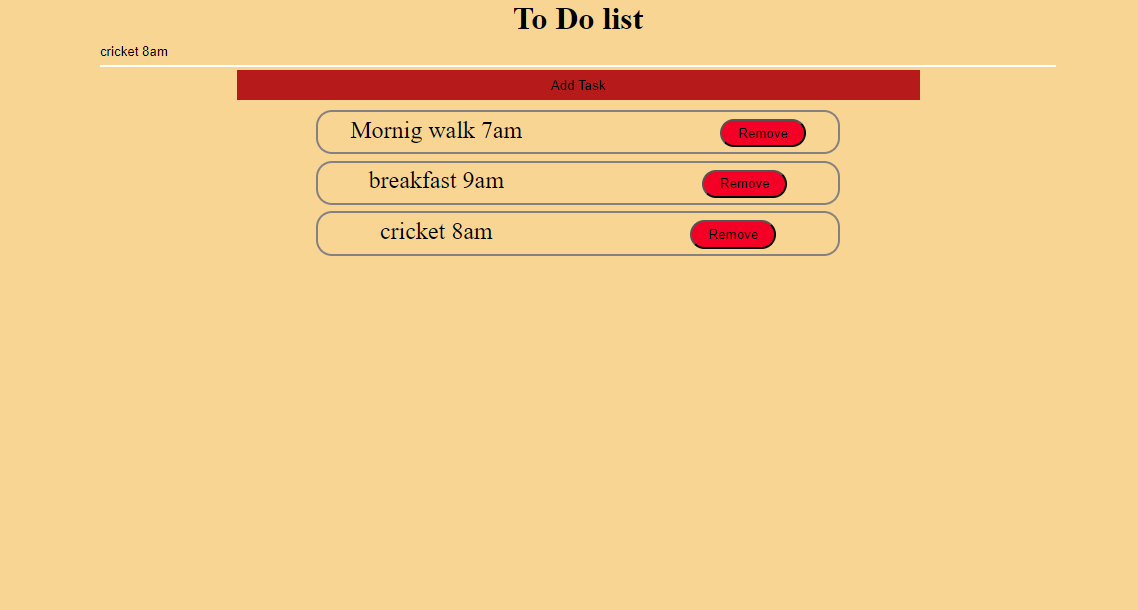 To Do list
cricket 8am
Add Task
Mornig walk 7am Remove
breakfast 9am Remove
cricket 8am Remove